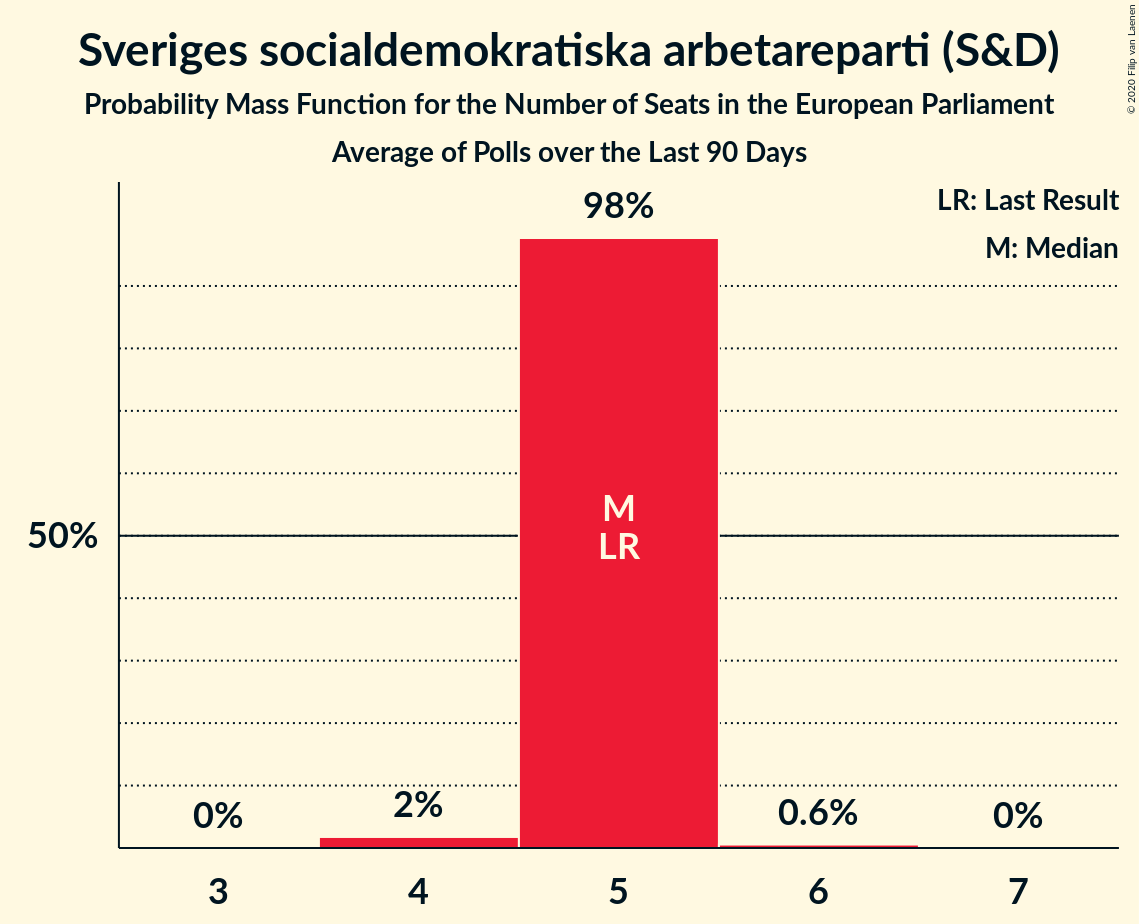 Sveriges socialdemokratiska arbetareparti (S&D)
Probability Mass Function for the Number of Seats in the European Parliament
Average of Polls over the Last 90 Days
© 2020 Filip van Laenen
LR: Last Result
M: Median
98%
M
LR
50%
0%
2%
0.6%
0%
3
4
5
6
7